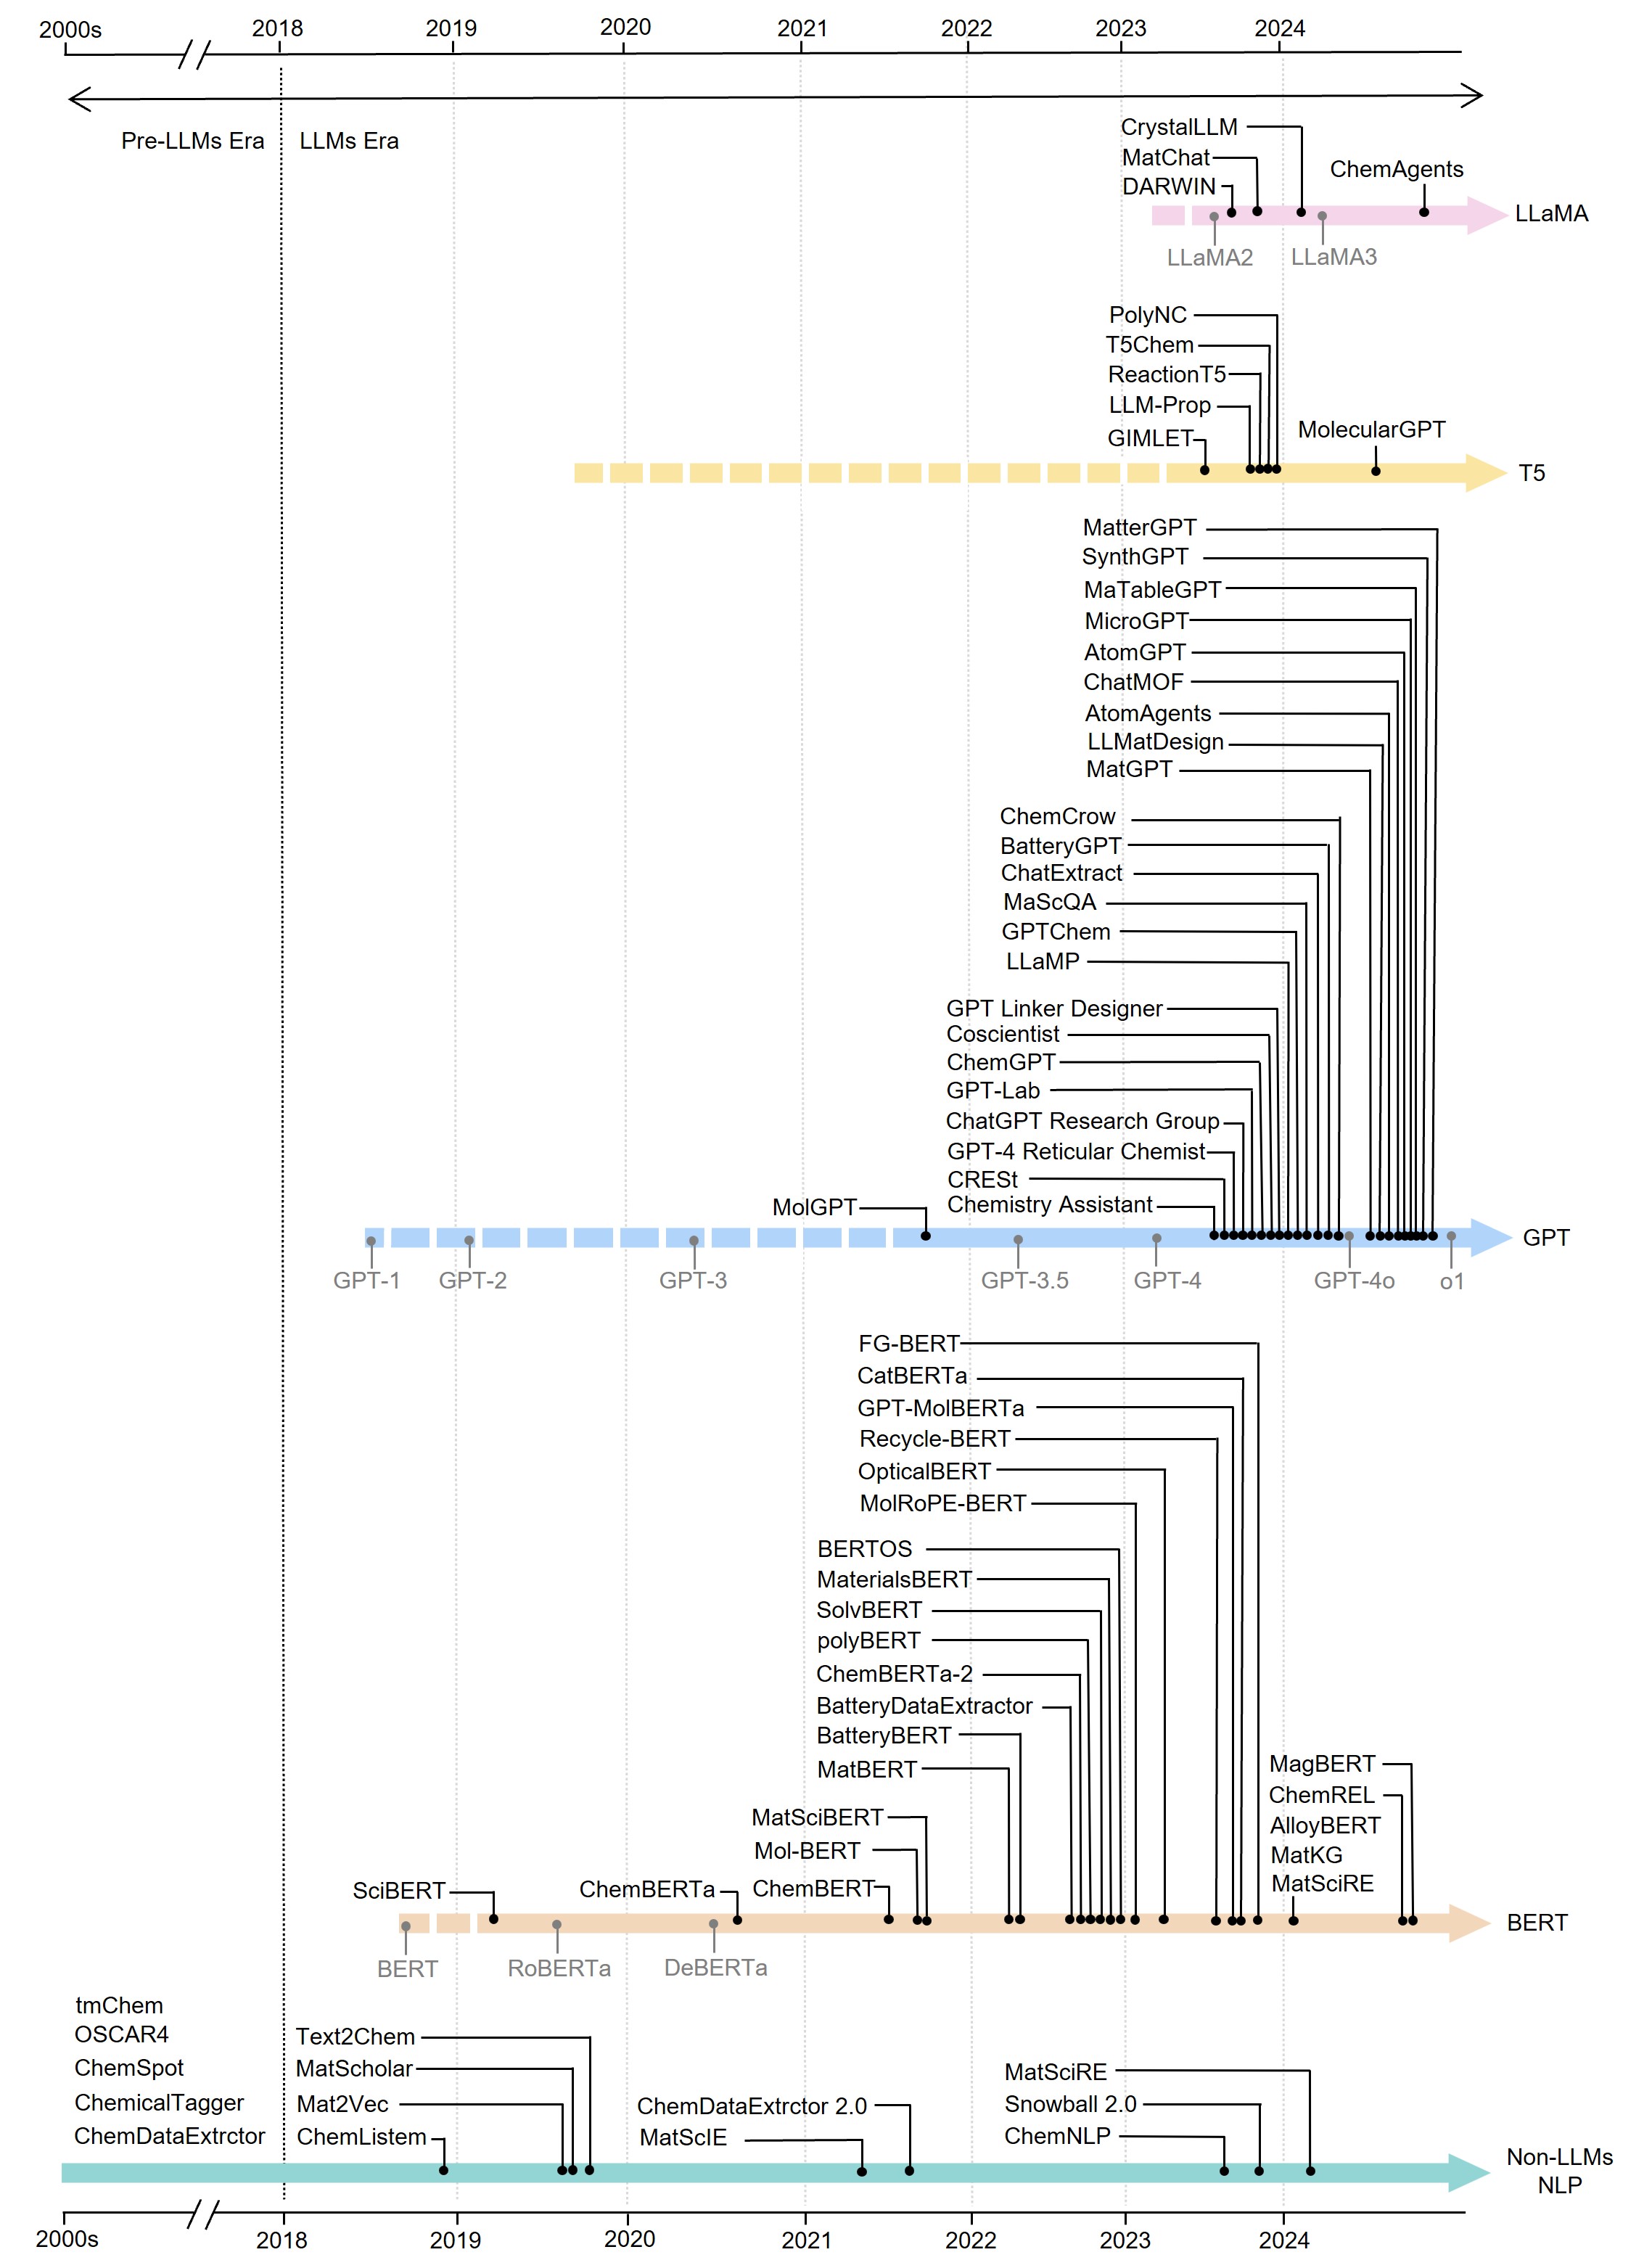 2000s
2018
2019
2020
2021
2022
2023
2024
Pre-LLMs Era
LLMs Era
CrystalLLM
MatChat
DARWIN
ChemAgents
LLaMA
LLaMA2
LLaMA3
PolyNC
T5Chem
ReactionT5
LLM-Prop
GIMLET
MolecularGPT
T5
MatterGPT
SynthGPT
MaTableGPT
MicroGPT
AtomGPT
ChatMOF
AtomAgents
LLMatDesign
MatGPT
ChemCrow
BatteryGPT
ChatExtract
MaScQA
GPTChem
LLaMP
GPT Linker Designer
Coscientist
ChemGPT
GPT-Lab
ChatGPT Research Group
GPT-4 Reticular Chemist
CRESt
Chemistry Assistant
MolGPT
GPT
GPT-1
GPT-2
GPT-3
GPT-3.5
GPT-4
GPT-4o
o1
FG-BERT
CatBERTa
GPT-MolBERTa
Recycle-BERT
OpticalBERT
MolRoPE-BERT
BERTOS
MaterialsBERT
SolvBERT
polyBERT
ChemBERTa-2
BatteryDataExtractor
BatteryBERT
MatBERT
MatSciBERT
Mol-BERT
ChemBERT
ChemBERTa
SciBERT
MagBERT
ChemREL
AlloyBERT
MatKG
MatSciRE
BERT
BERT
RoBERTa
DeBERTa
tmChem
OSCAR4
ChemSpot
ChemicalTagger
ChemDataExtrctor
Text2Chem
MatScholar
Mat2Vec
ChemListem
ChemDataExtrctor 2.0
MatScIE
MatSciRE
Snowball 2.0
ChemNLP
Non-LLMs
NLP
2000s
2018
2019
2020
2021
2022
2023
2024